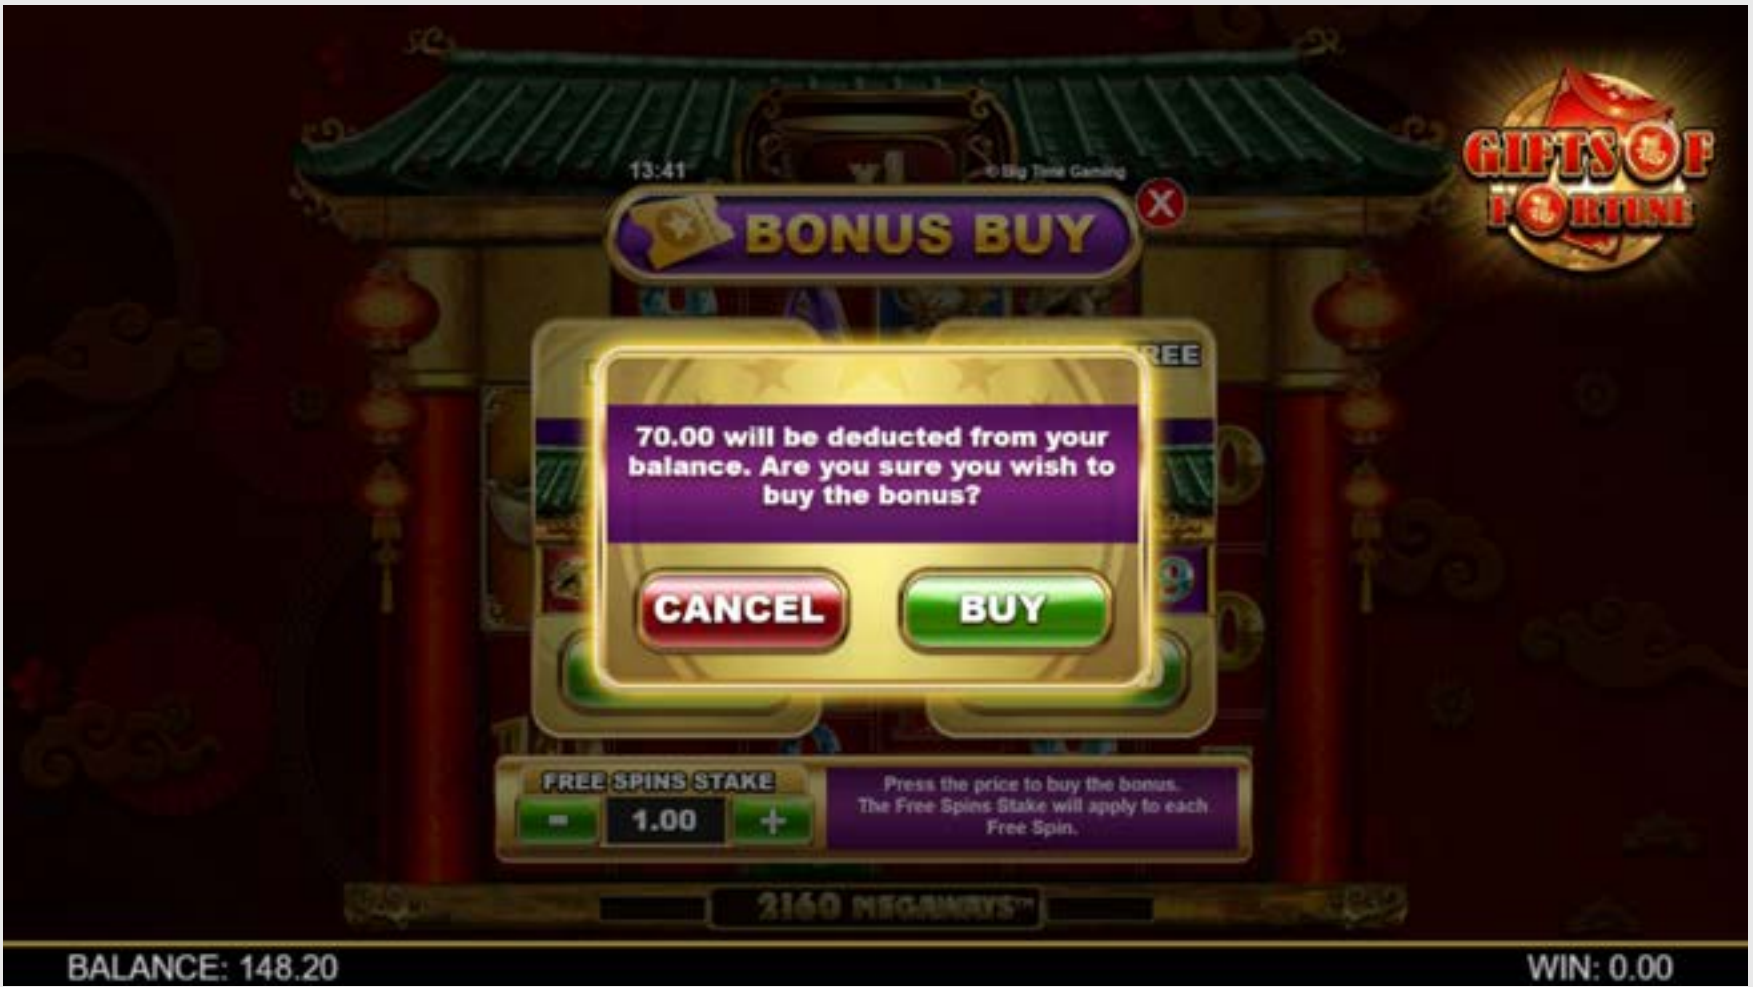 13:41
© Big Time Gaming
GIFTS OF
FORTUNE
x1
BONUS BUY
X
REE
70.00 will be deducted from your
balance. Are you sure you wish to
buy the bonus?
CANCEL
BUY
9
FREE SPINS STAKE
- 1.00 +
Press the price to buy the bonus.
The Free Spins Stake will apply to each
Free Spin.
2160 MEGAWAYS™
BALANCE: 148.20
WIN: 0.00